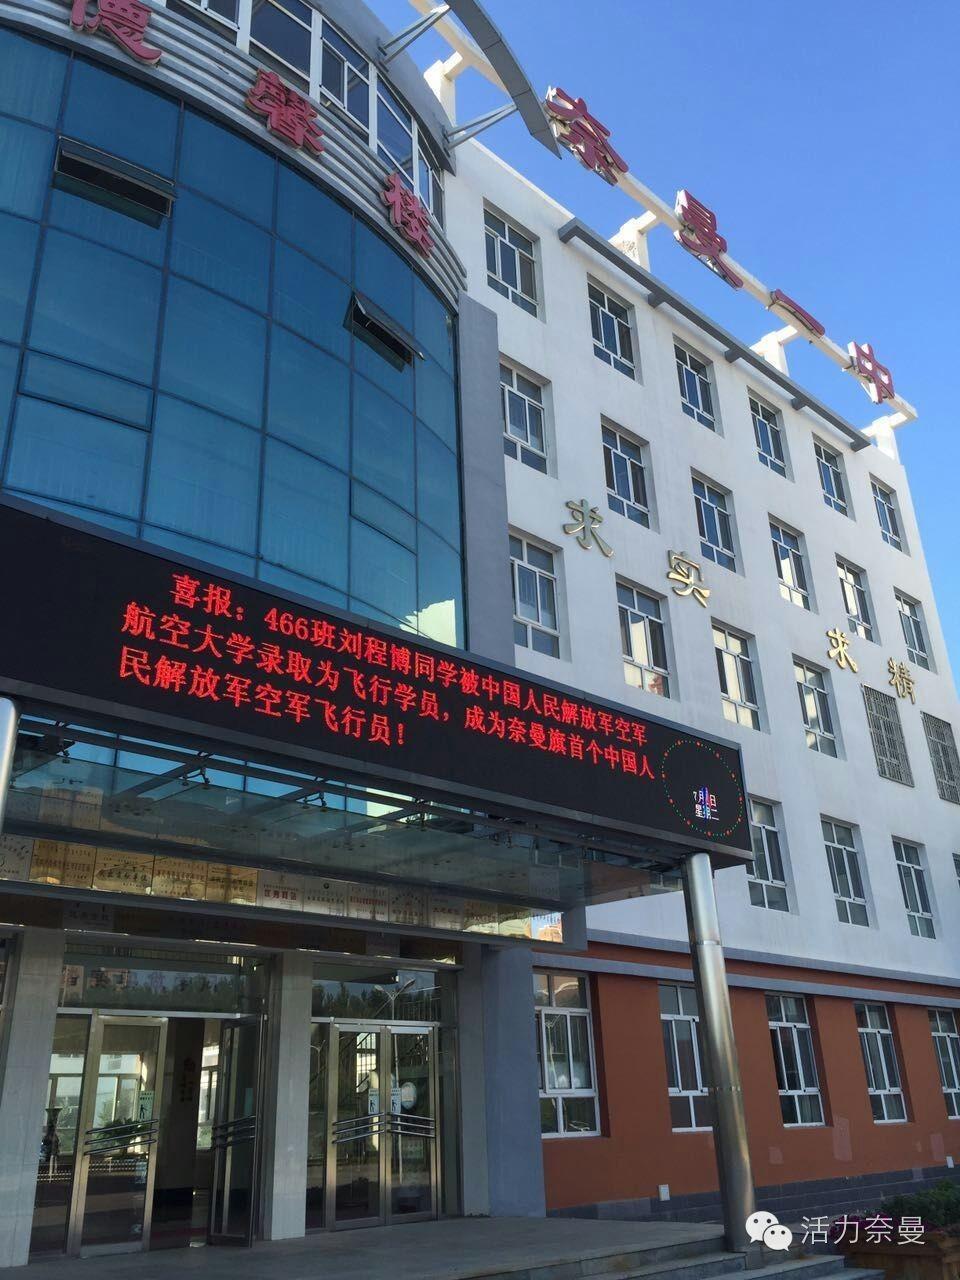 德馨楼
奈曼一中
求实
求精
喜报：466班刘程博同学被中国人民解放军空军
航空大学录取为飞行学员，成为奈曼旗首个中国人
民解放军空军飞行员！
活力奈曼